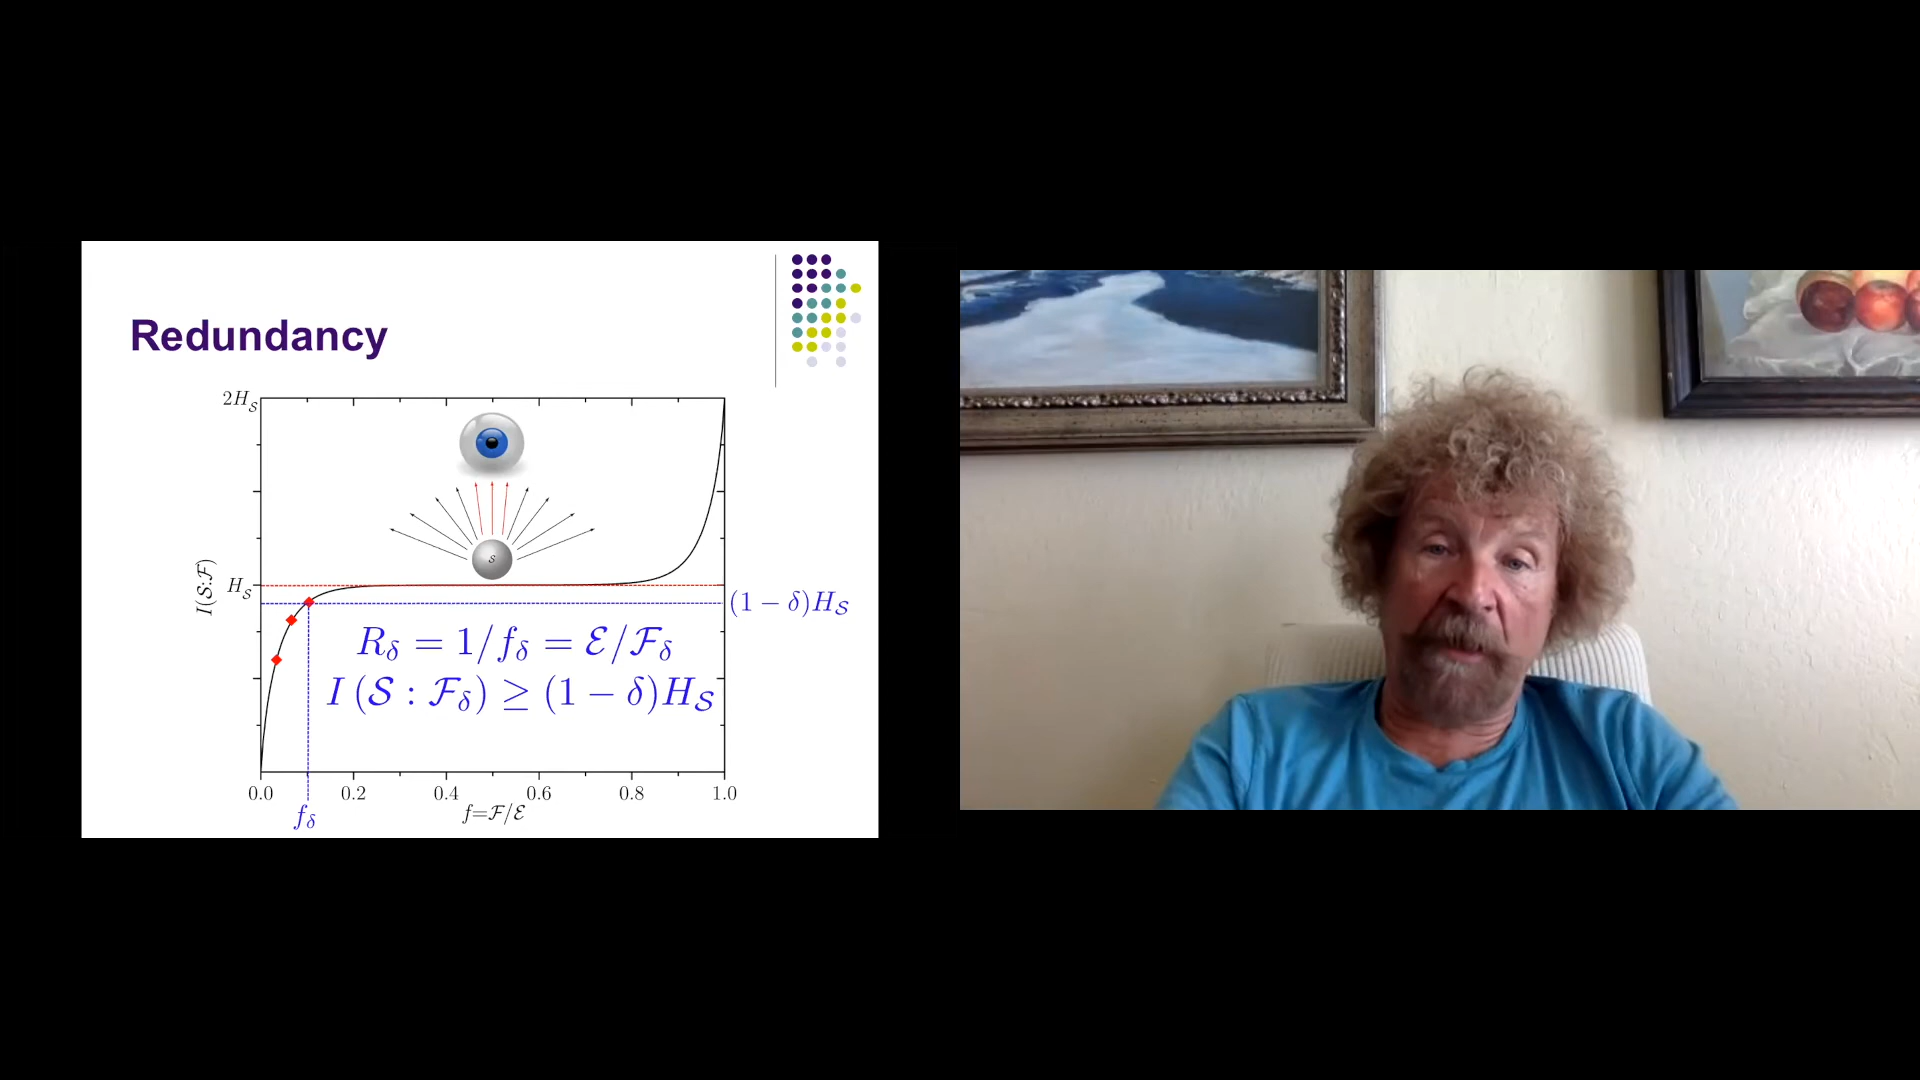 Redundancy
2H_𝒮
S
I(𝒮:ℱ)
H_𝒮
(1 − δ)H_𝒮
R_δ = 1/f_δ = ℰ/ℱ_δ
I (𝒮 : ℱ_δ) ≥ (1 − δ)H_𝒮
0.0 0.2 0.4 0.6 0.8 1.0
f_δ
f=ℱ/ℰ